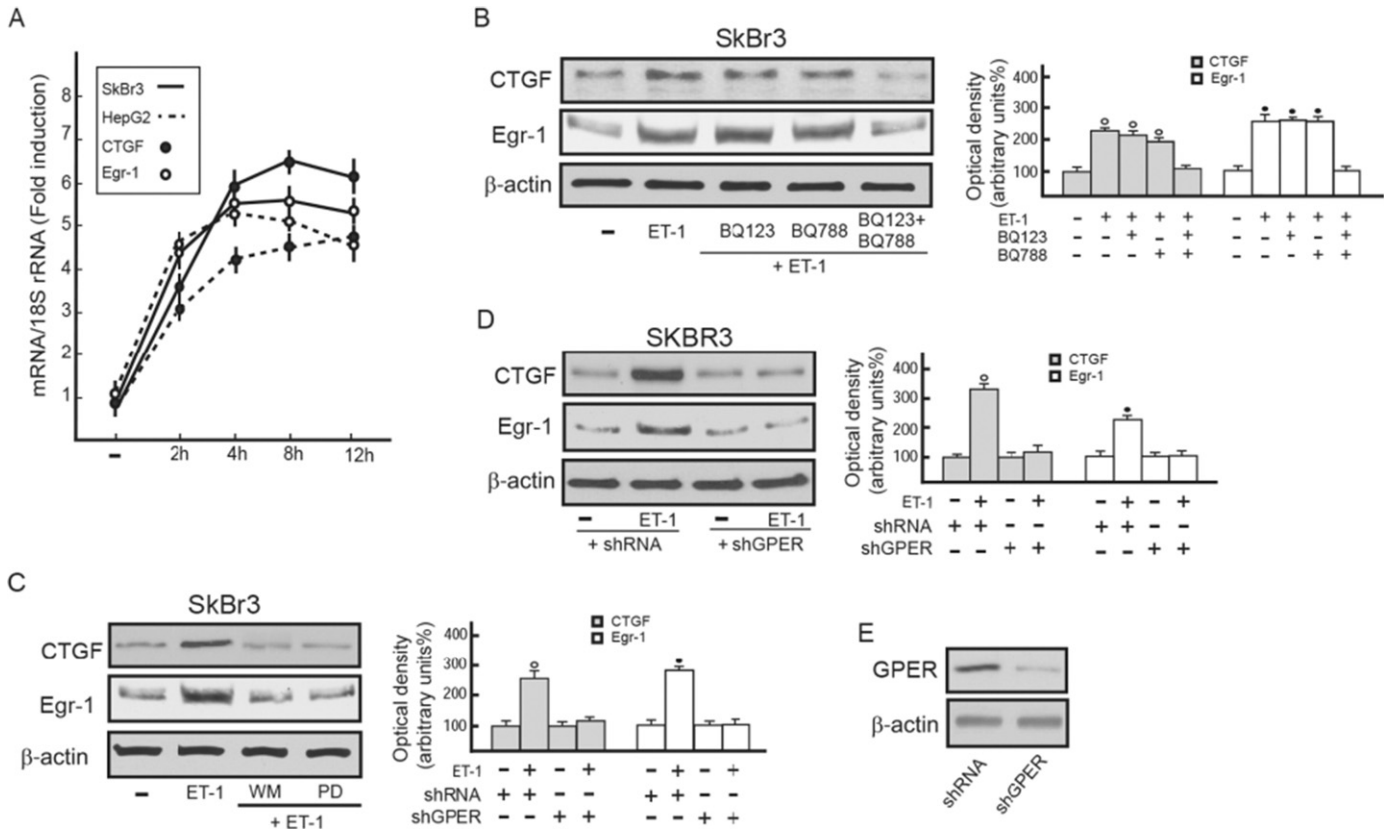 A
mRNA/18S rRNA (Fold induction)
8
7
6
5
4
3
2
1
SkBr3
HepG2
CTGF
Egr-1
– 2h 4h 8h 12h
B
SkBr3
CTGF
Egr-1
β-actin
– ET-1 BQ123 BQ788 BQ123+
BQ788
+ ET-1
CTGF
Egr-1
Optical density
(arbitrary units%)
400
300
200
100
ET-1 – + + + + – + + + +
BQ123 – – + – + – – + – +
BQ788 – – – + + – – – + +
D
SKBR3
CTGF
Egr-1
β-actin
– ET-1 – ET-1
+ shRNA + shGPER
CTGF
Egr-1
Optical density
(arbitrary units%)
400
300
200
100
ET-1 – + – + – + – +
shRNA + + – – + + – –
shGPER – – + + – – + +
C
SkBr3
CTGF
Egr-1
β-actin
– ET-1 WM PD
+ ET-1
CTGF
Egr-1
Optical density
(arbitrary units%)
400
300
200
100
ET-1 – + – + – + – +
shRNA + + – – + + – –
shGPER – – + + – – + +
E
GPER
β-actin
shRNA
shGPER